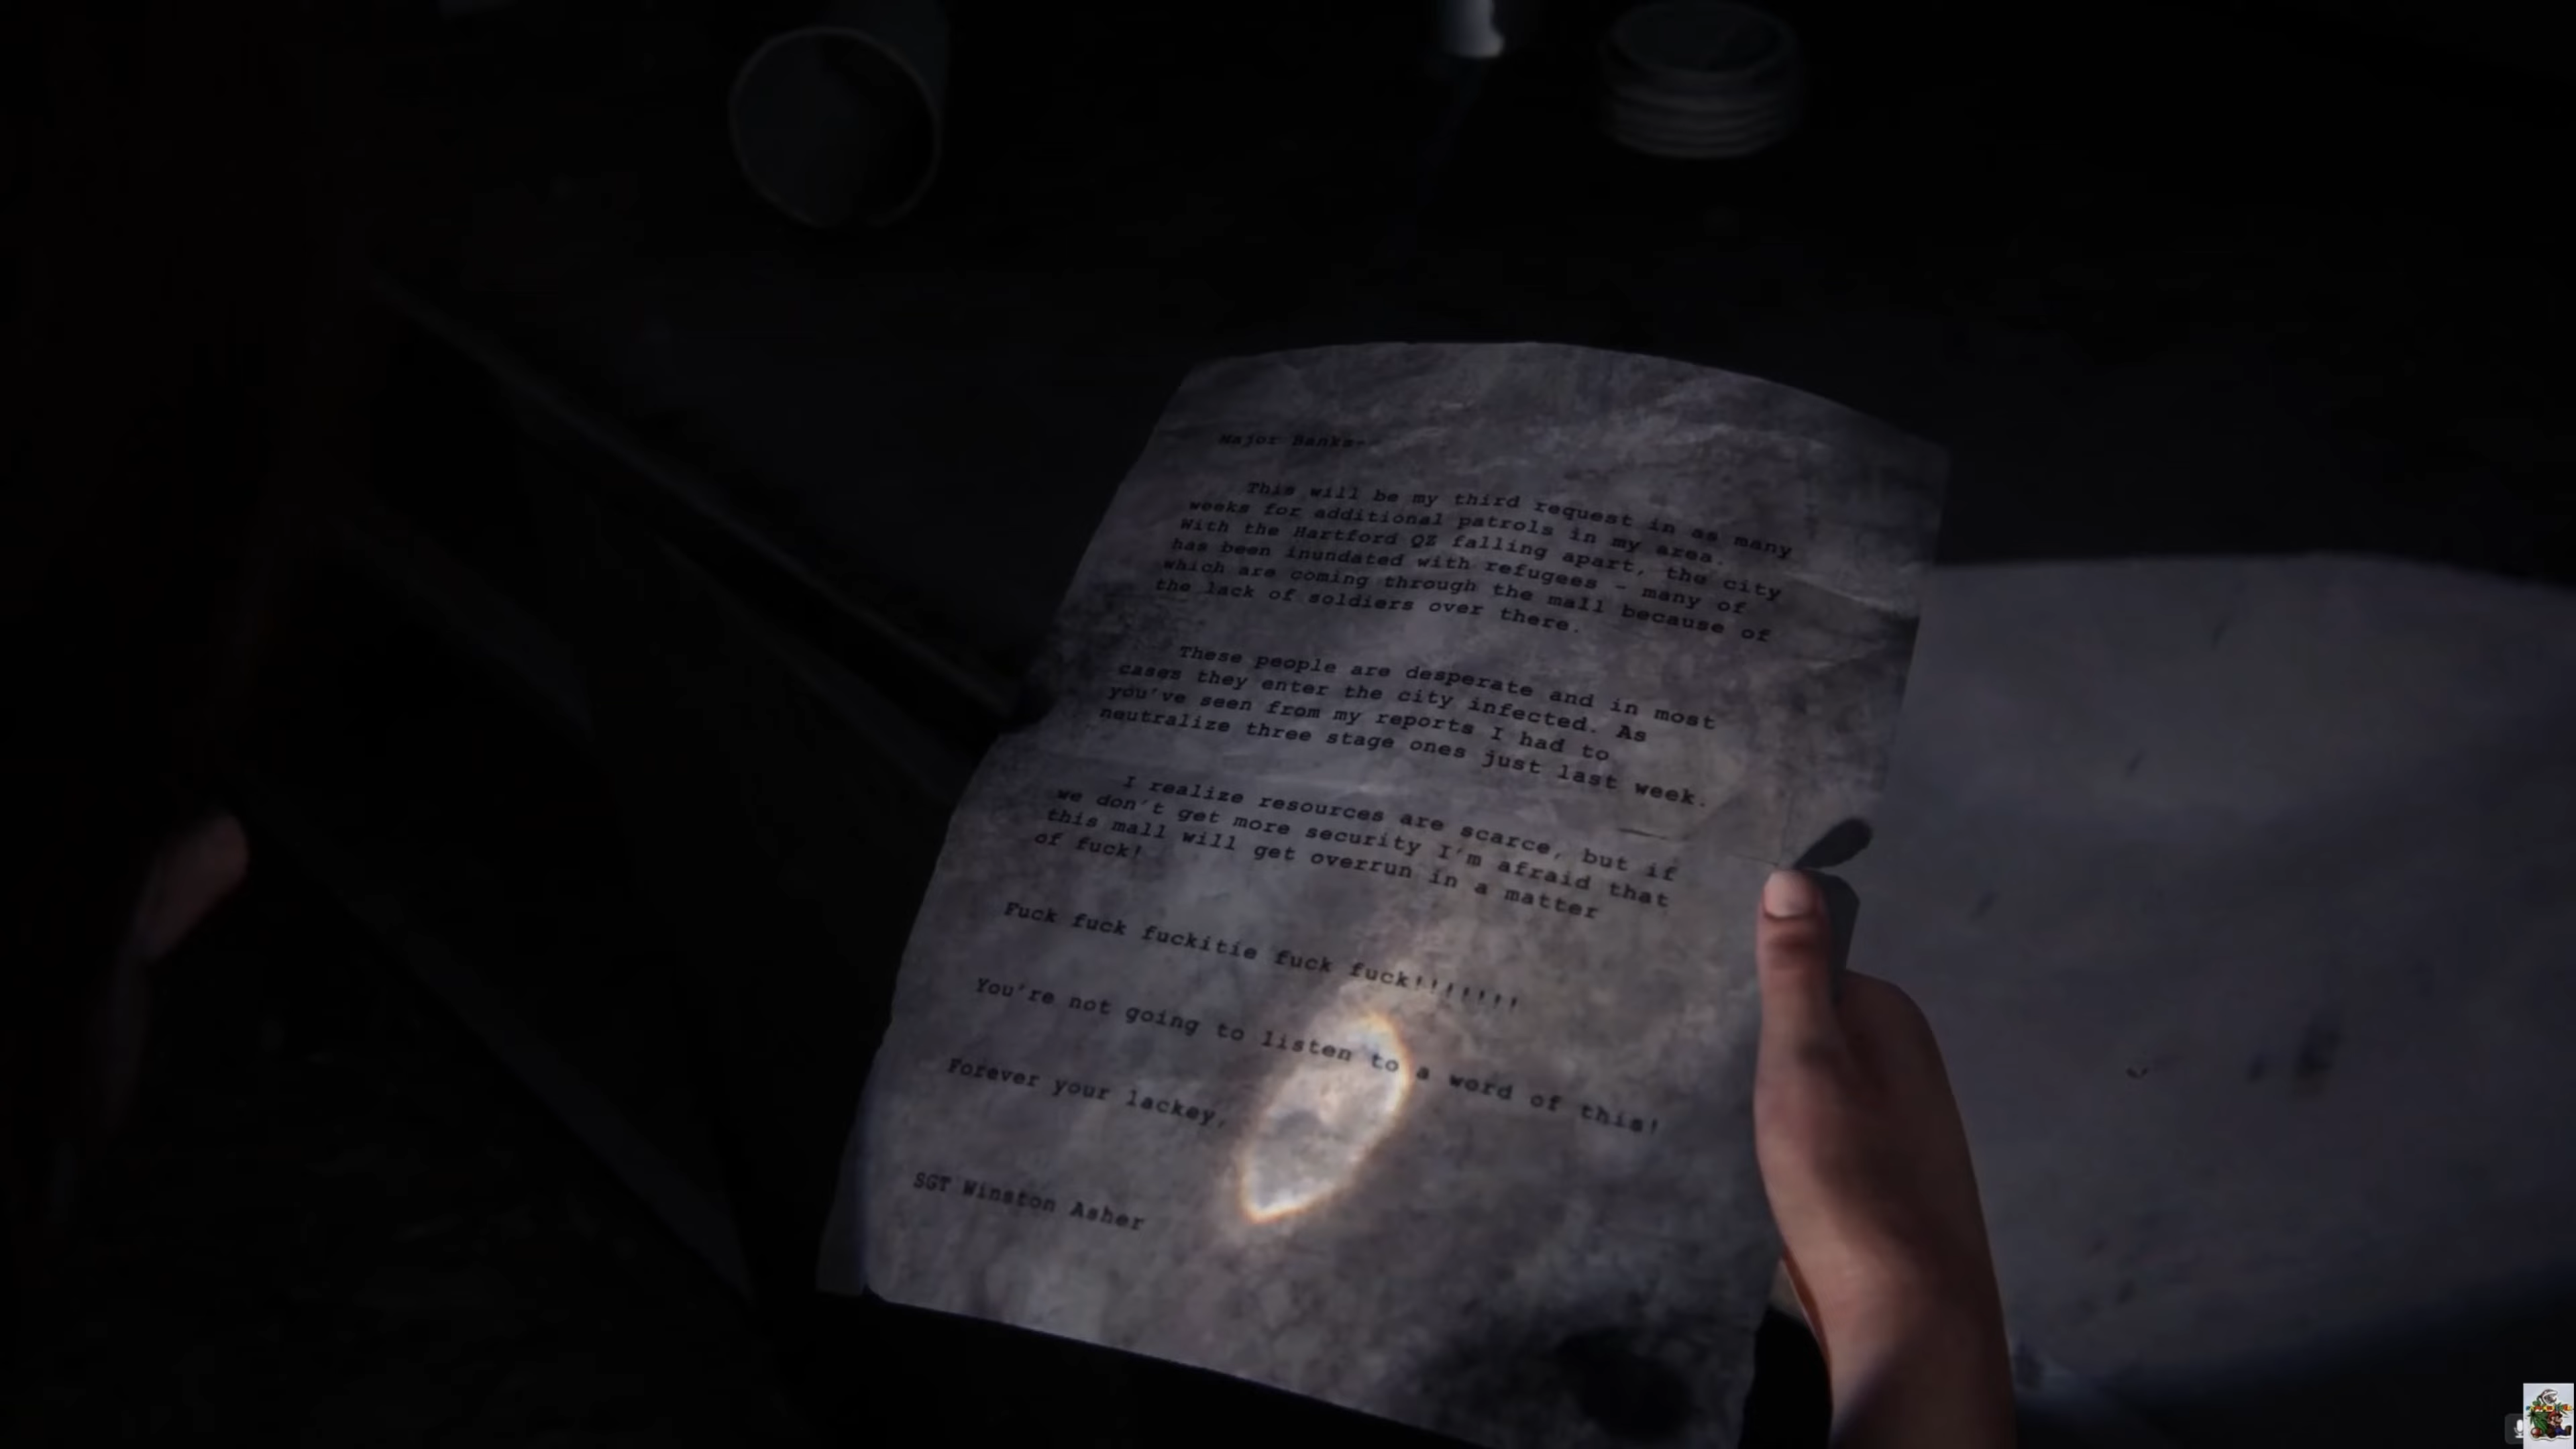 Major Banks-
This will be my third request in as many
weeks for additional patrols in my area.
With the Hartford QZ falling apart, the city
has been inundated with refugees - many of
which are coming through the mall because of
the lack of soldiers over there.
These people are desperate and in most
cases they enter the city infected. As
you've seen from my reports I had to
neutralize three stage ones just last week.
I realize resources are scarce, but if
we don't get more security I'm afraid that
this mall will get overrun in a matter
of fuck!
Fuck fuck fuckitie fuck fuck!!!!!!!
You're not going to listen to a word of this!
Forever your lackey,
SGT Winston Asher